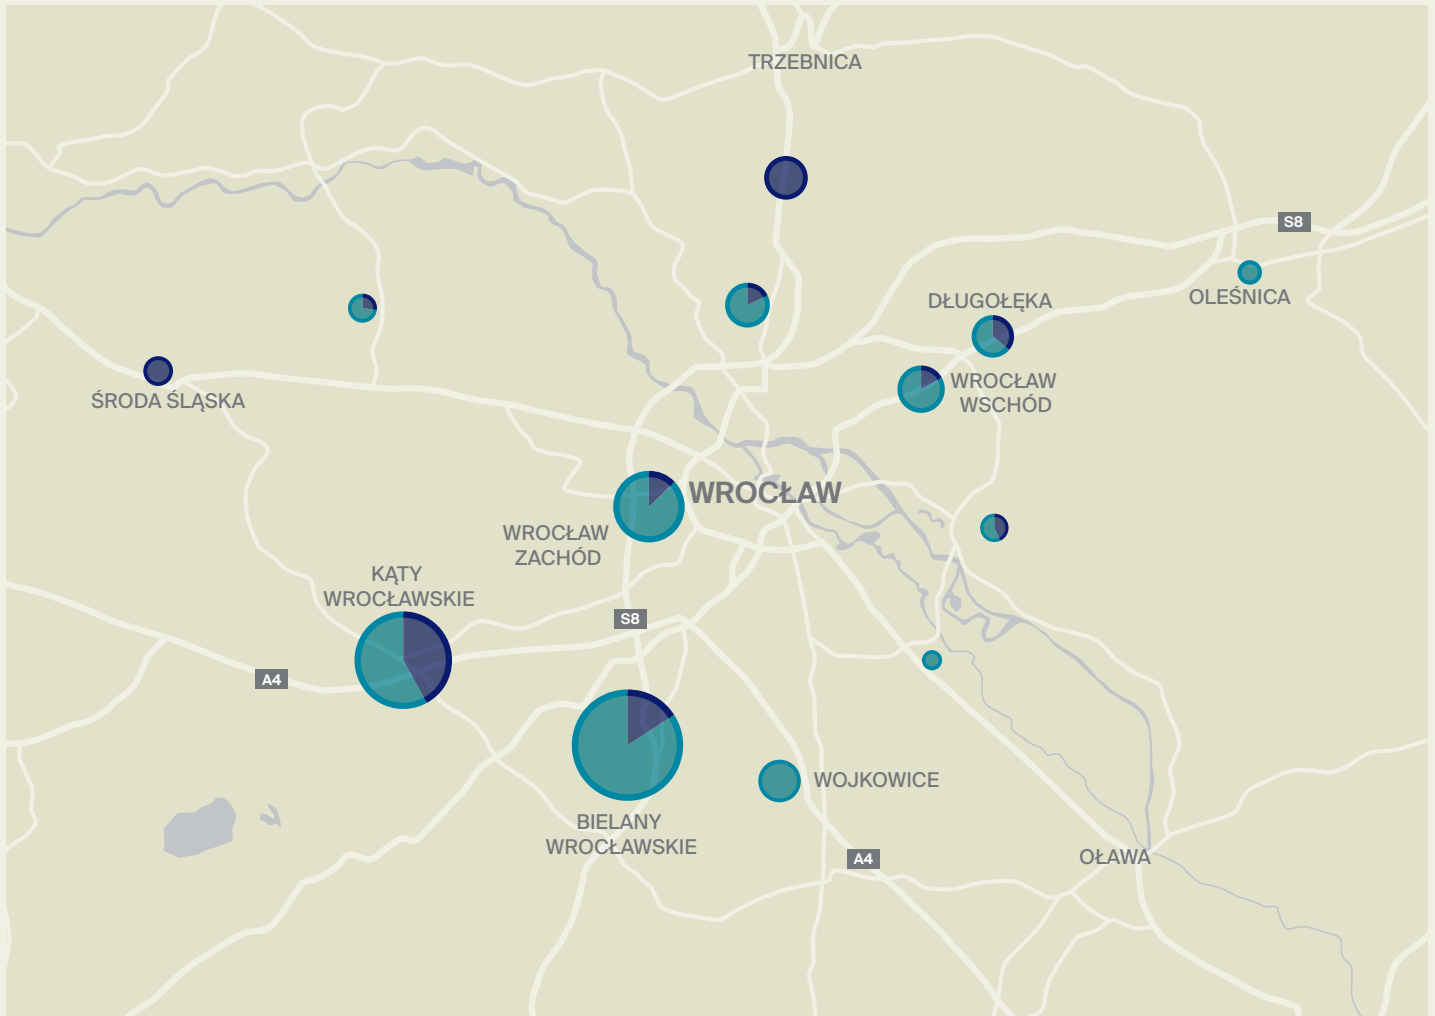 TRZEBNICA
S8
OLEŚNICA
DŁUGOŁĘKA
WROCŁAW
WSCHÓD
ŚRODA ŚLĄSKA
WROCŁAW
WROCŁAW
ZACHÓD
KĄTY
WROCŁAWSKIE
S8
A4
WOJKOWICE
BIELANY
WROCŁAWSKIE
A4
OŁAWA